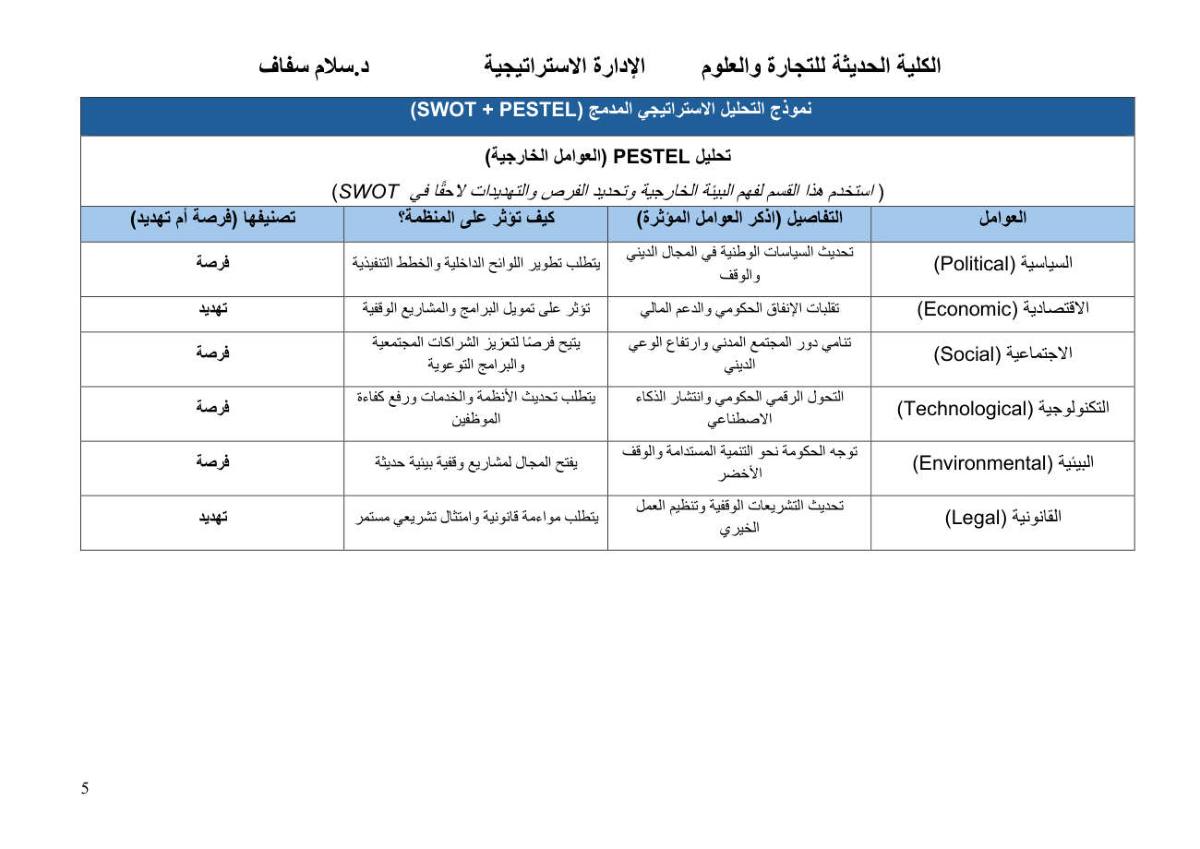 الكلية الحديثة للتجارة والعلوم الإدارة الاستراتيجية د.سلام سفاف
نموذج التحليل الاستراتيجي المدمج (SWOT + PESTEL)
تحليل PESTEL (العوامل الخارجية)
( استخدم هذا القسم لفهم البيئة الخارجية وتحديد الفرص والتهديدات لاحقًا في SWOT)
العوامل التفاصيل (اذكر العوامل المؤثرة) كيف تؤثر على المنظمة؟ تصنيفها (فرصة أم تهديد)
السياسية (Political)
تحديث السياسات الوطنية في المجال الديني
والوقف
يتطلب تطوير اللوائح الداخلية والخطط التنفيذية
فرصة
الاقتصادية (Economic)
تقلبات الإنفاق الحكومي والدعم المالي
تؤثر على تمويل البرامج والمشاريع الوقفية
تهديد
الاجتماعية (Social)
تنامي دور المجتمع المدني وارتفاع الوعي
الديني
يتيح فرصًا لتعزيز الشراكات المجتمعية
والبرامج التوعوية
فرصة
التكنولوجية (Technological)
التحول الرقمي الحكومي وانتشار الذكاء
الاصطناعي
يتطلب تحديث الأنظمة والخدمات ورفع كفاءة
الموظفين
فرصة
البيئية (Environmental)
توجه الحكومة نحو التنمية المستدامة والوقف
الأخضر
يفتح المجال لمشاريع وقفية بيئية حديثة
فرصة
القانونية (Legal)
تحديث التشريعات الوقفية وتنظيم العمل
الخيري
يتطلب مواءمة قانونية وامتثال تشريعي مستمر
تهديد
5